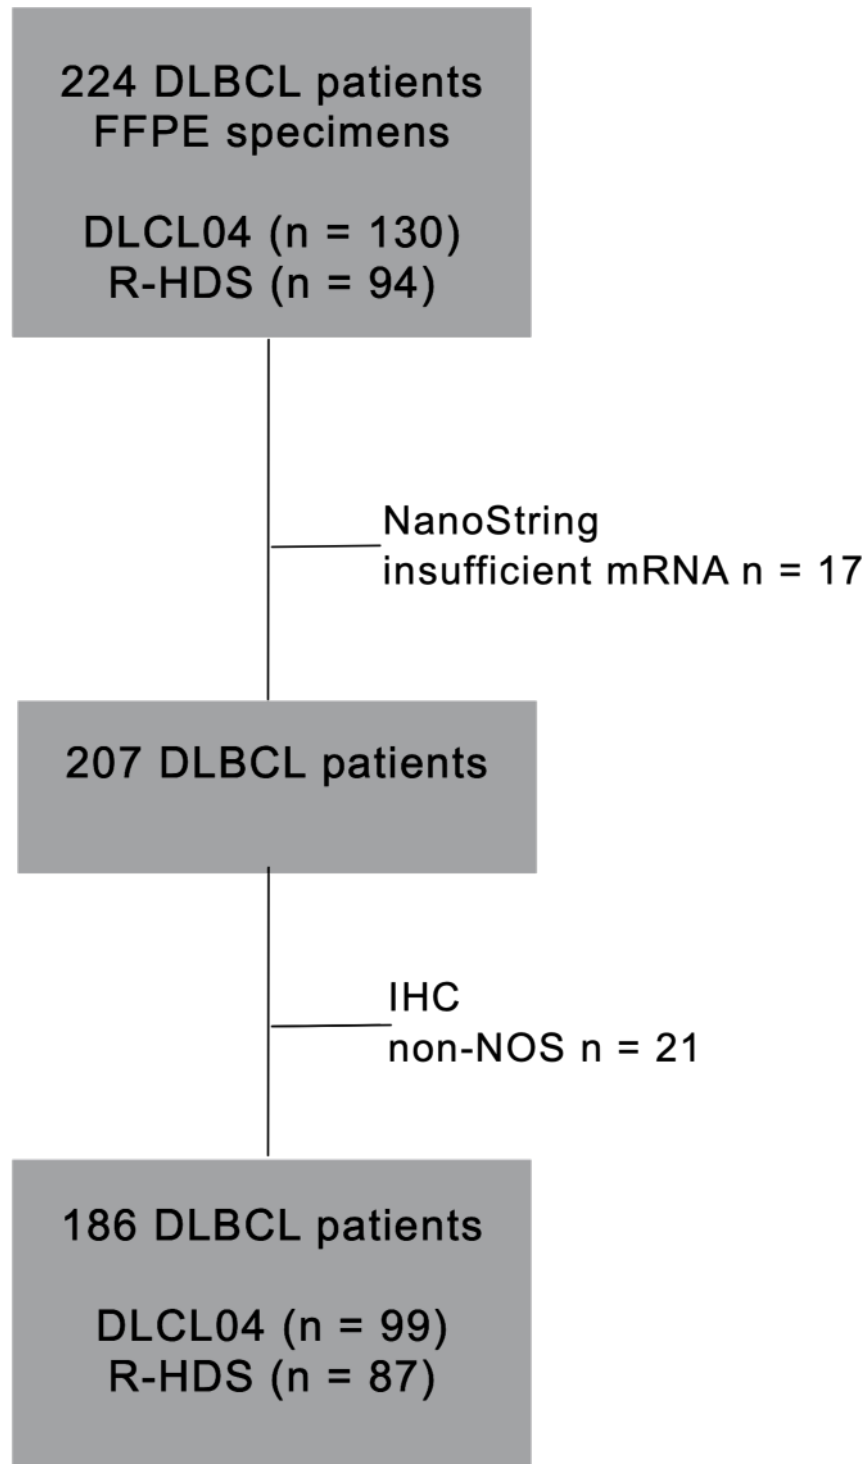 224 DLBCL patients
FFPE specimens
DLCL04 (n = 130)
R-HDS (n = 94)
NanoString
insufficient mRNA n = 17
207 DLBCL patients
IHC
non-NOS n = 21
186 DLBCL patients
DLCL04 (n = 99)
R-HDS (n = 87)